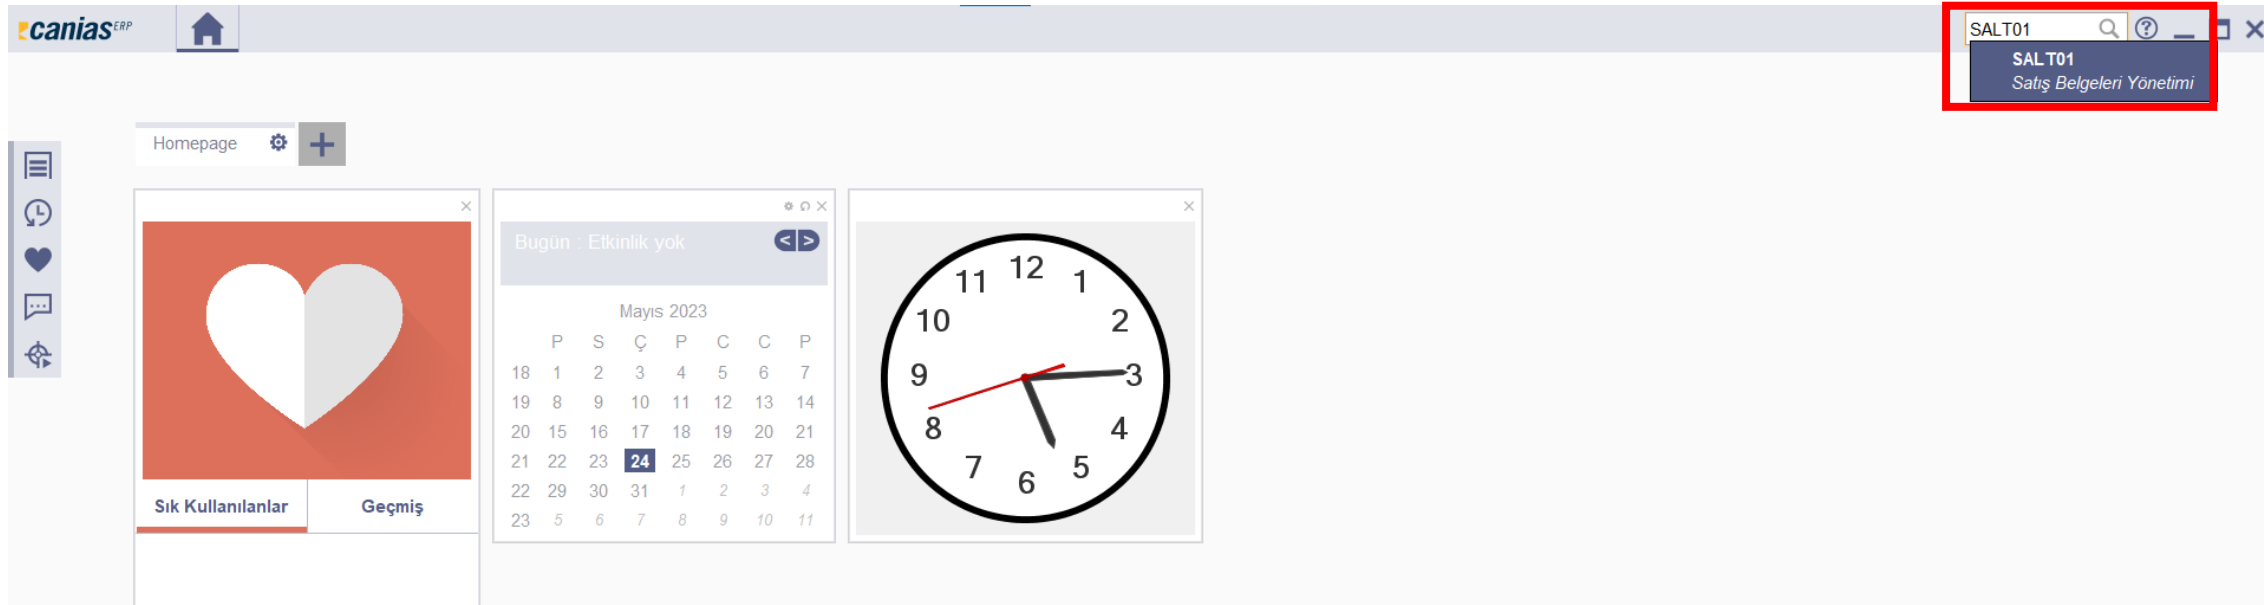 caniasERP
SALT01
SALT01
Satış Belgeleri Yönetimi
Homepage
Sık Kullanılanlar Geçmiş
Bugün : Etkinlik yok < >
Mayıs 2023
P S Ç P C C P
18 1 2 3 4 5 6 7
19 8 9 10 11 12 13 14
20 15 16 17 18 19 20 21
21 22 23 24 25 26 27 28
22 29 30 31 1 2 3 4
23 5 6 7 8 9 10 11
12
11 1
10 2
9 3
8 4
7 5
6